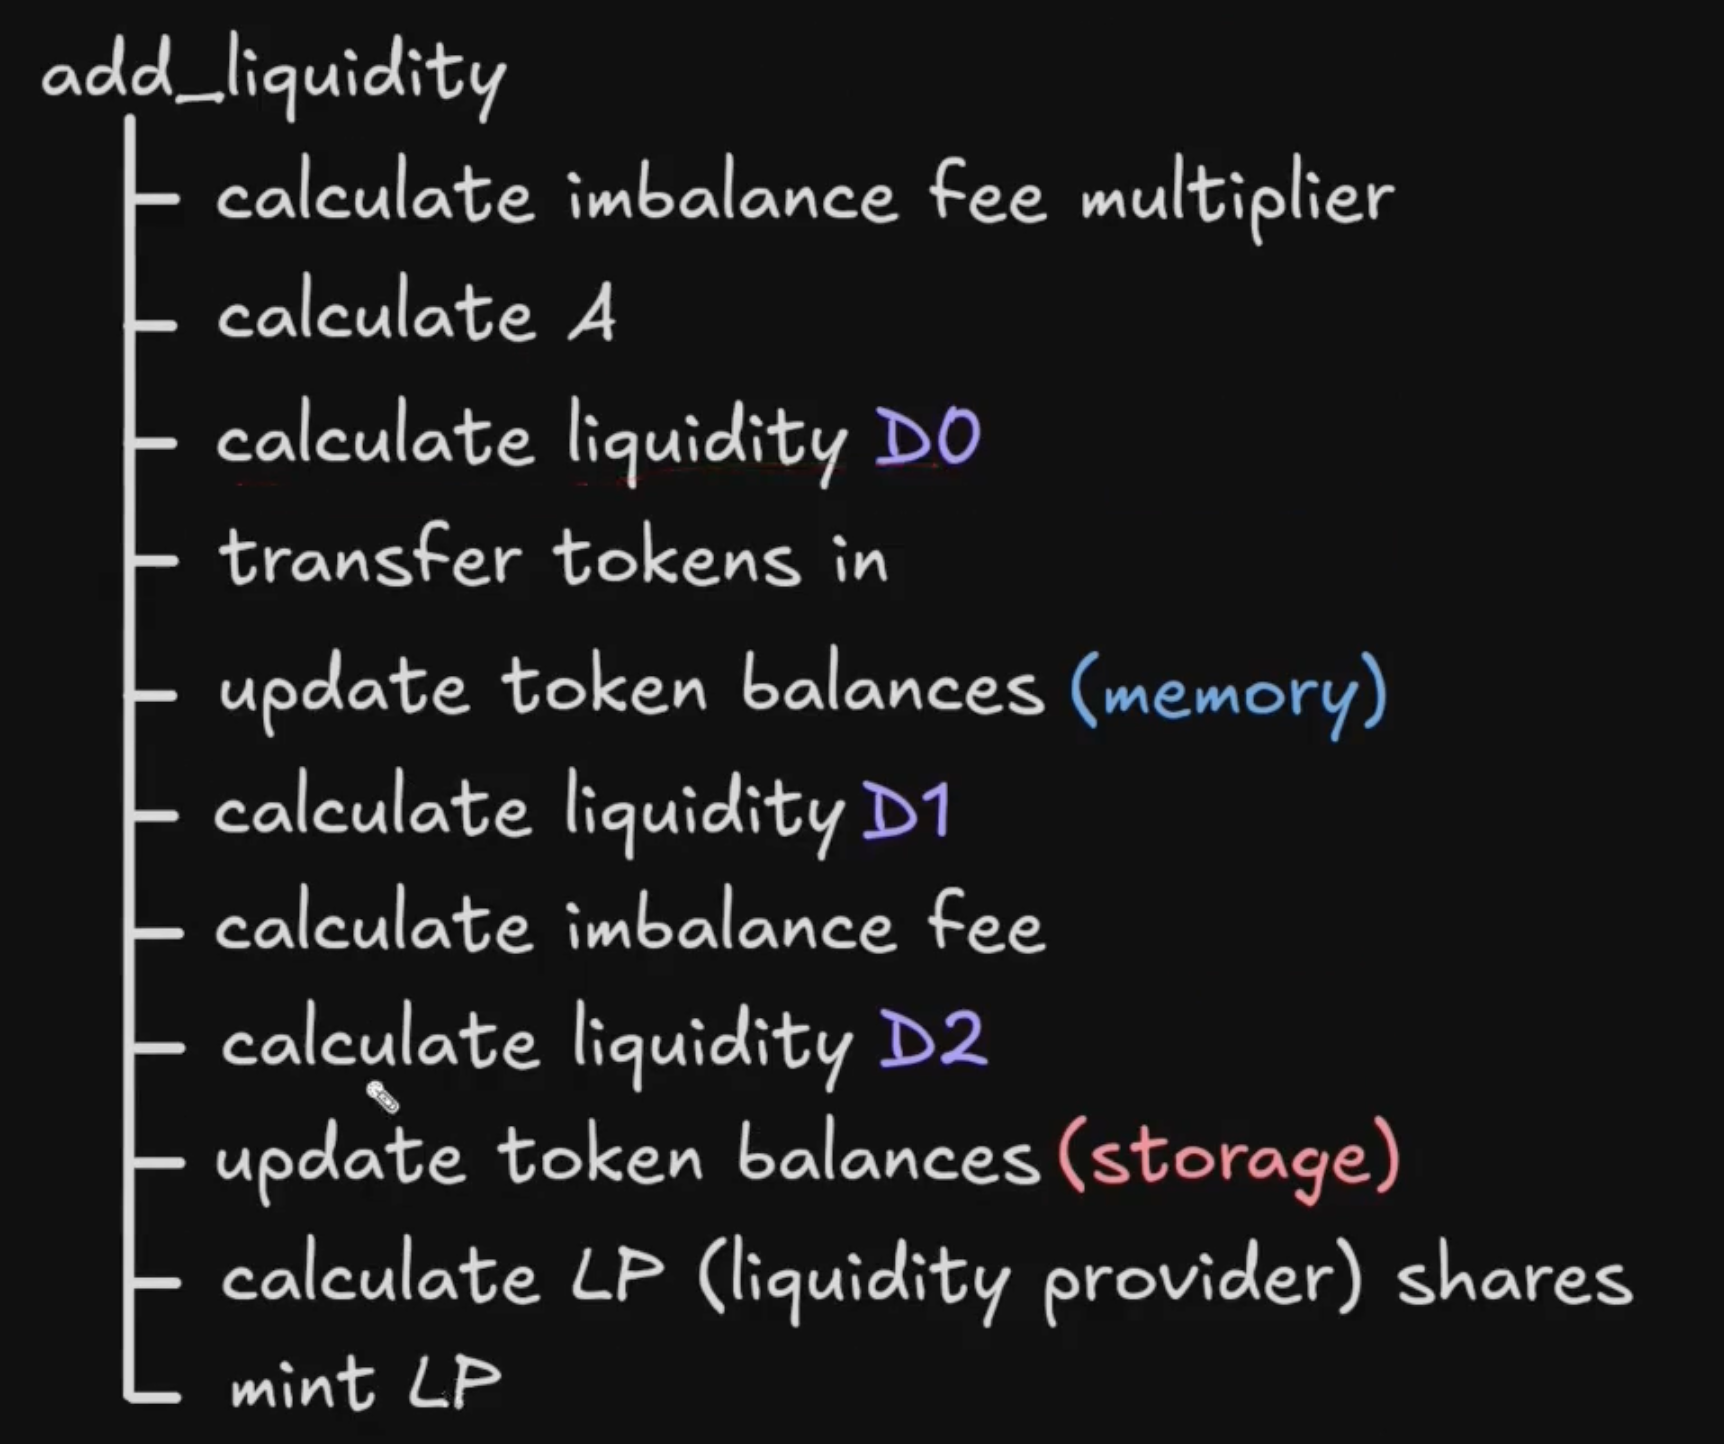 add_liquidity
calculate imbalance fee multiplier
calculate A
calculate liquidity D0
transfer tokens in
update token balances (memory)
calculate liquidity D1
calculate imbalance fee
calculate liquidity D2
update token balances (storage)
calculate LP (liquidity provider) shares
mint LP